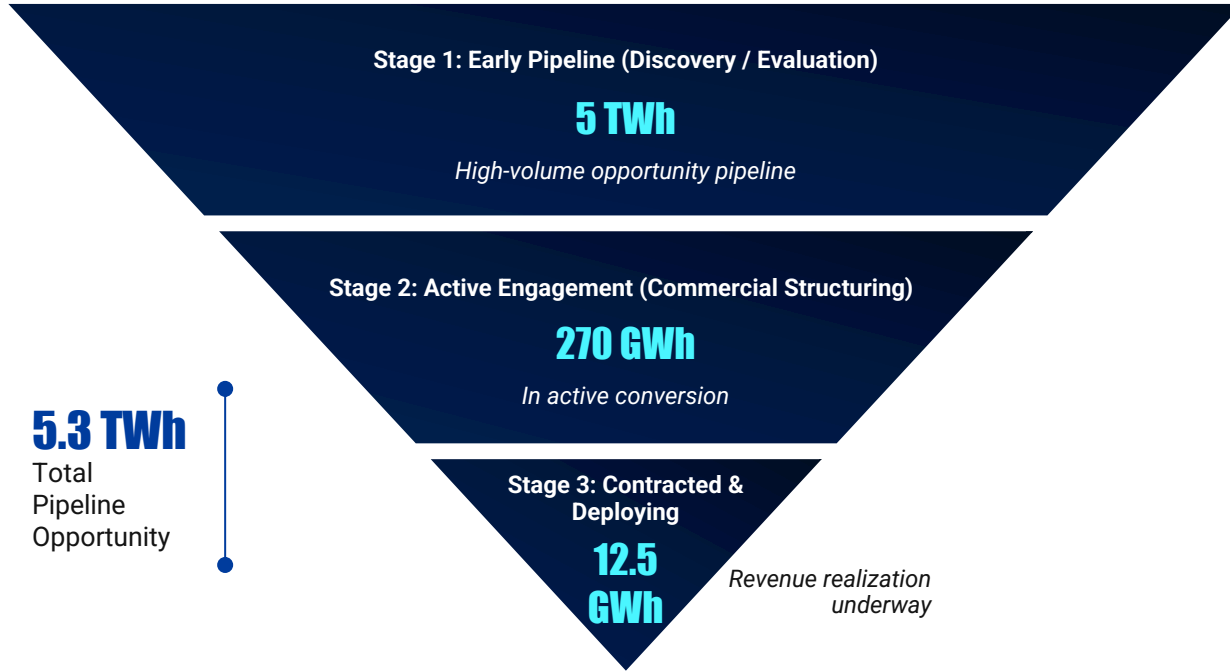 Stage 1: Early Pipeline (Discovery / Evaluation)
5 TWh
High-volume opportunity pipeline
Stage 2: Active Engagement (Commercial Structuring)
270 GWh
In active conversion
5.3 TWh
Total
Pipeline
Opportunity
Stage 3: Contracted &
Deploying
12.5
GWh
Revenue realization
underway